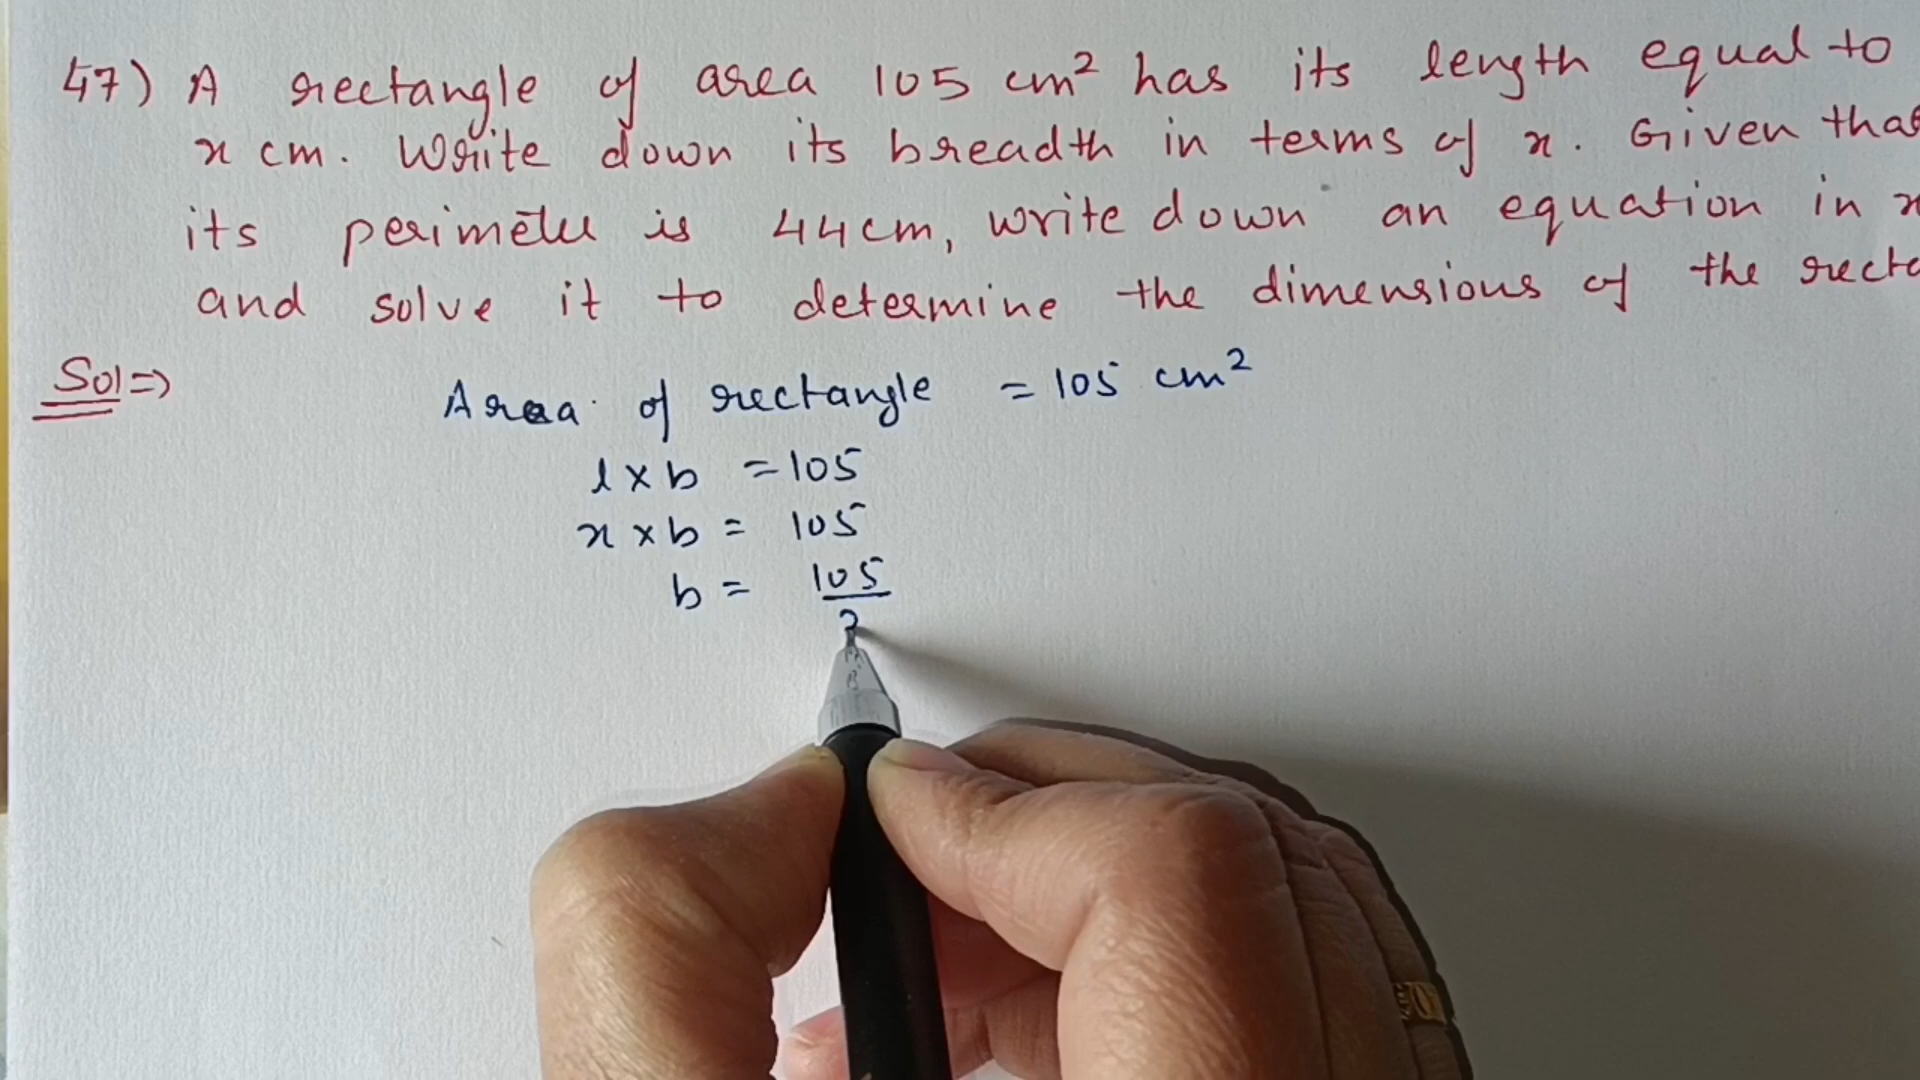 47) A rectangle of area 105 cm² has its length equal to
x cm. Write down its breadth in terms of x. Given that
its perimeter is 44cm, write down an equation in x
and solve it to determine the dimensions of the
Sol⇒
Area of rectangle = 105 cm²
l × b = 105
x × b = 105
b = 105/